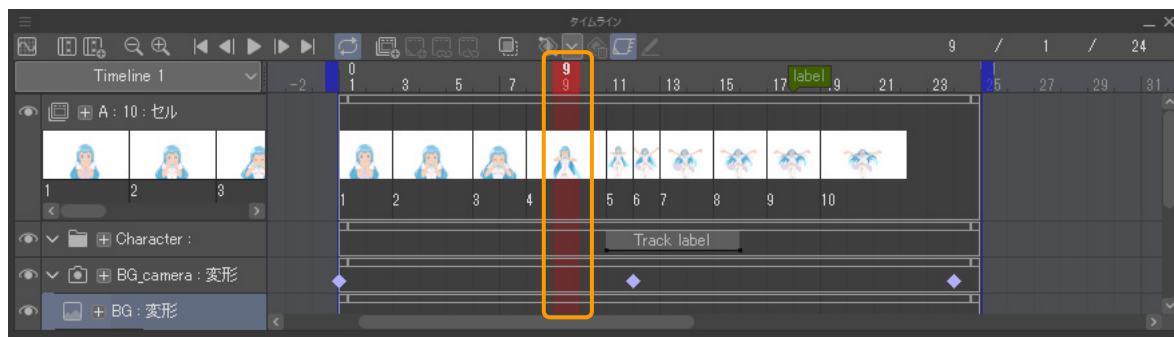 タイムライン
9 / 1 / 24
Timeline 1
0 9
-2 1 3 5 7 9 11 13 15 17 label 19 21 23 25 27 29 31
A : 10 : セル
1 2 3
1 2 3 4 5 6 7 8 9 10
Character :
Track label
BG_camera : 変形
BG : 変形